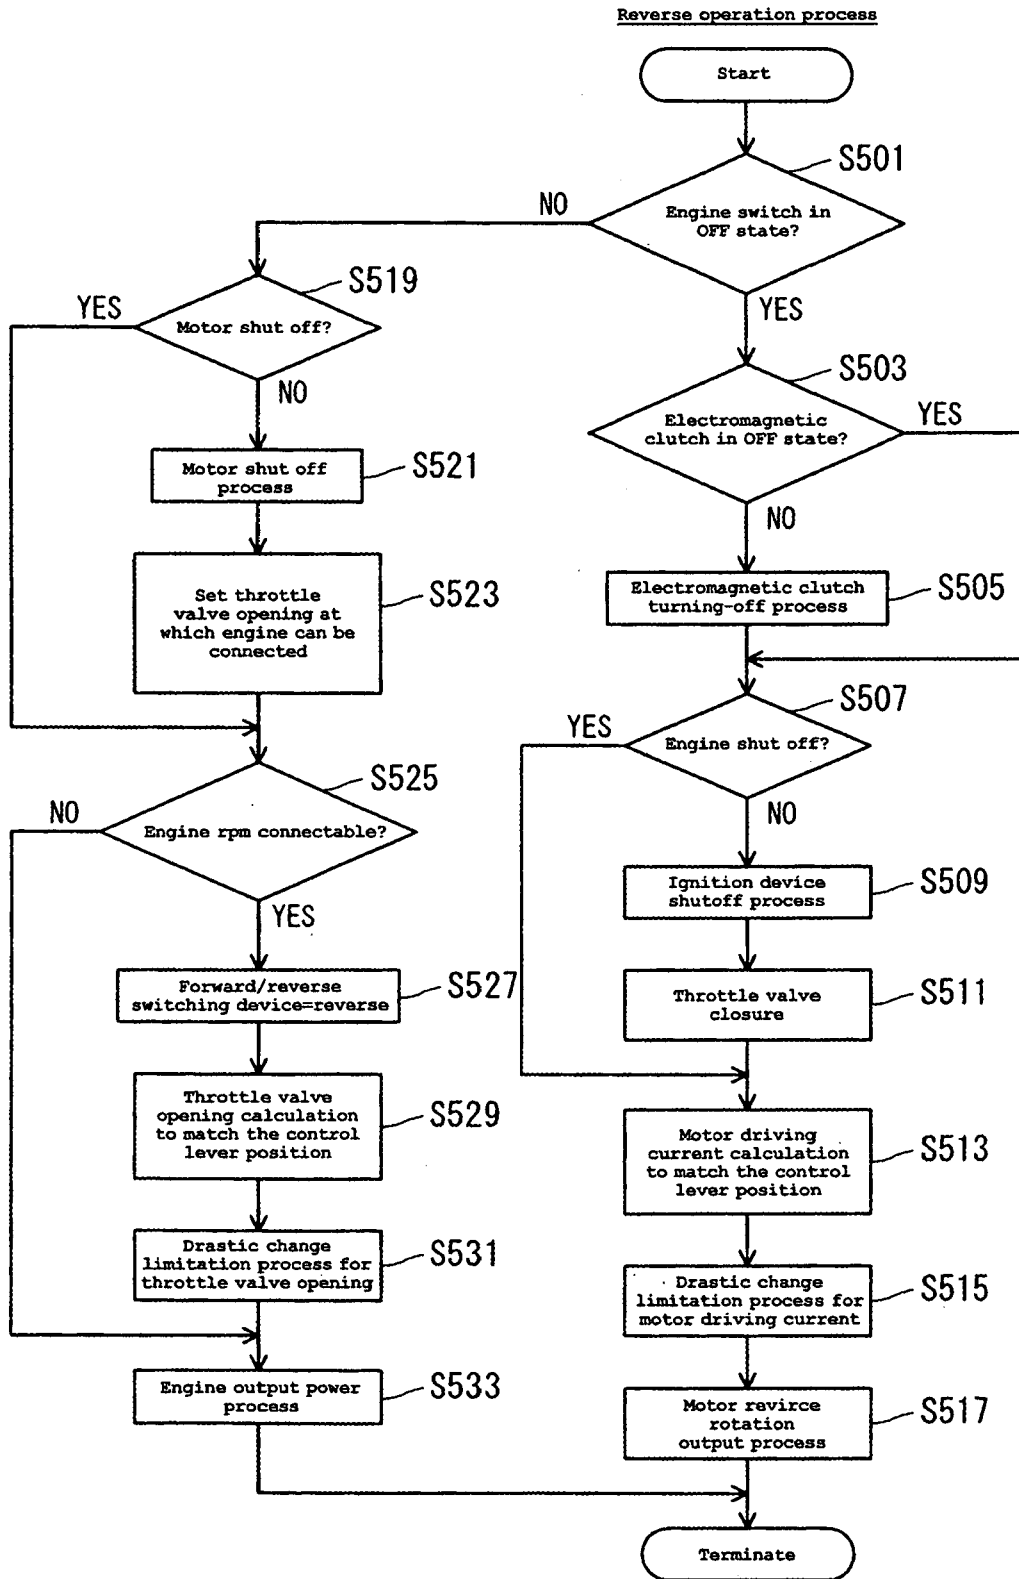 Reverse operation process
Start
S501
NO
Engine switch in
OFF state?
YES
S519
YES
Motor shut off?
NO
S503
YES
Electromagnetic
clutch in OFF state?
NO
Motor shut off
process
S521
Set throttle
valve opening at
which engine can be
connected
S523
Electromagnetic clutch
turning-off process
S505
S507
YES
Engine shut off?
NO
S525
NO
Engine rpm connectable?
YES
Ignition device
shutoff process
S509
Forward/reverse
switching device=reverse
S527
Throttle valve
closure
S511
Throttle valve
opening calculation
to match the control
lever position
S529
Motor driving
current calculation
to match the control
lever position
S513
Drastic change
limitation process for
throttle valve opening
S531
Drastic change
limitation process for
motor driving current
S515
Engine output power
process
S533
Motor revirce
rotation
output process
S517
Terminate